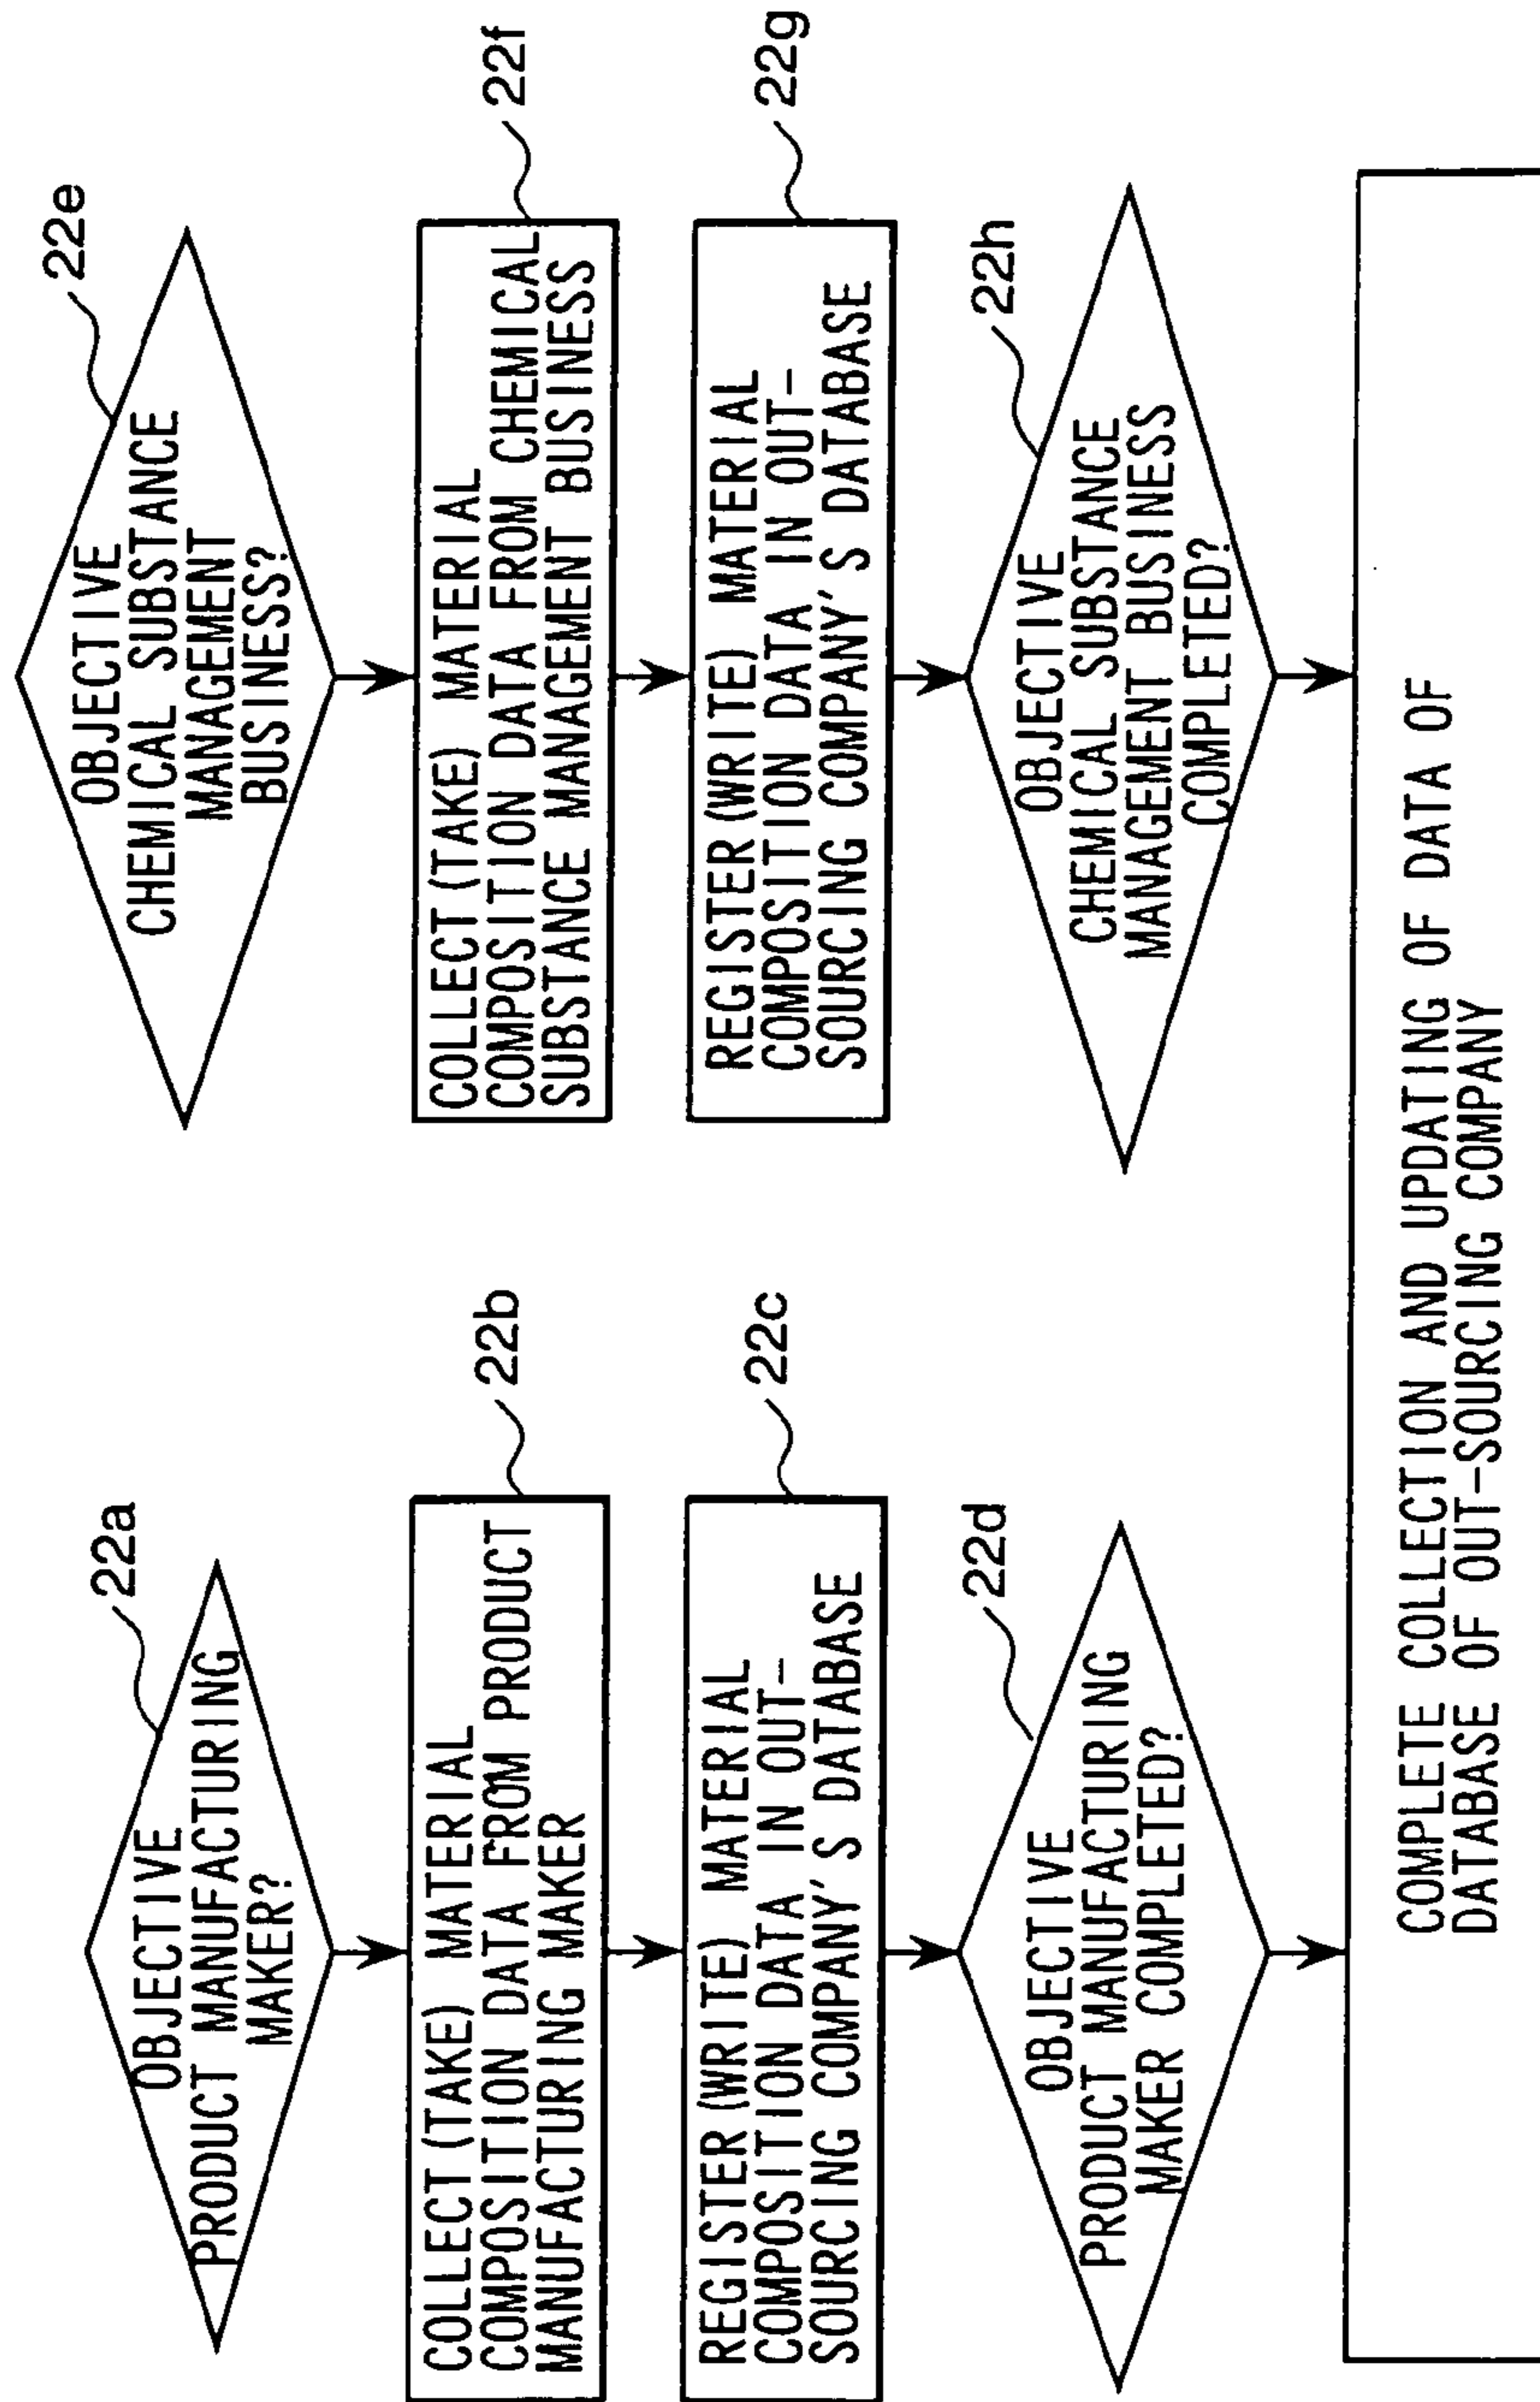 22a
OBJECTIVE
PRODUCT MANUFACTURING
MAKER?
22b
COLLECT (TAKE) MATERIAL
COMPOSITION DATA FROM PRODUCT
MANUFACTURING MAKER
22c
REGISTER (WRITE) MATERIAL
COMPOSITION DATA IN OUT-
SOURCING COMPANY'S DATABASE
22d
OBJECTIVE
PRODUCT MANUFACTURING
MAKER COMPLETED?
22e
OBJECTIVE
CHEMICAL SUBSTANCE
MANAGEMENT
BUSINESS?
22f
COLLECT (TAKE) MATERIAL
COMPOSITION DATA FROM CHEMICAL
SUBSTANCE MANAGEMENT BUSINESS
22g
REGISTER (WRITE) MATERIAL
COMPOSITION DATA IN OUT-
SOURCING COMPANY'S DATABASE
22h
OBJECTIVE
CHEMICAL SUBSTANCE
MANAGEMENT BUSINESS
COMPLETED?
COMPLETE COLLECTION AND UPDATING OF DATA OF
DATABASE OF OUT-SOURCING COMPANY